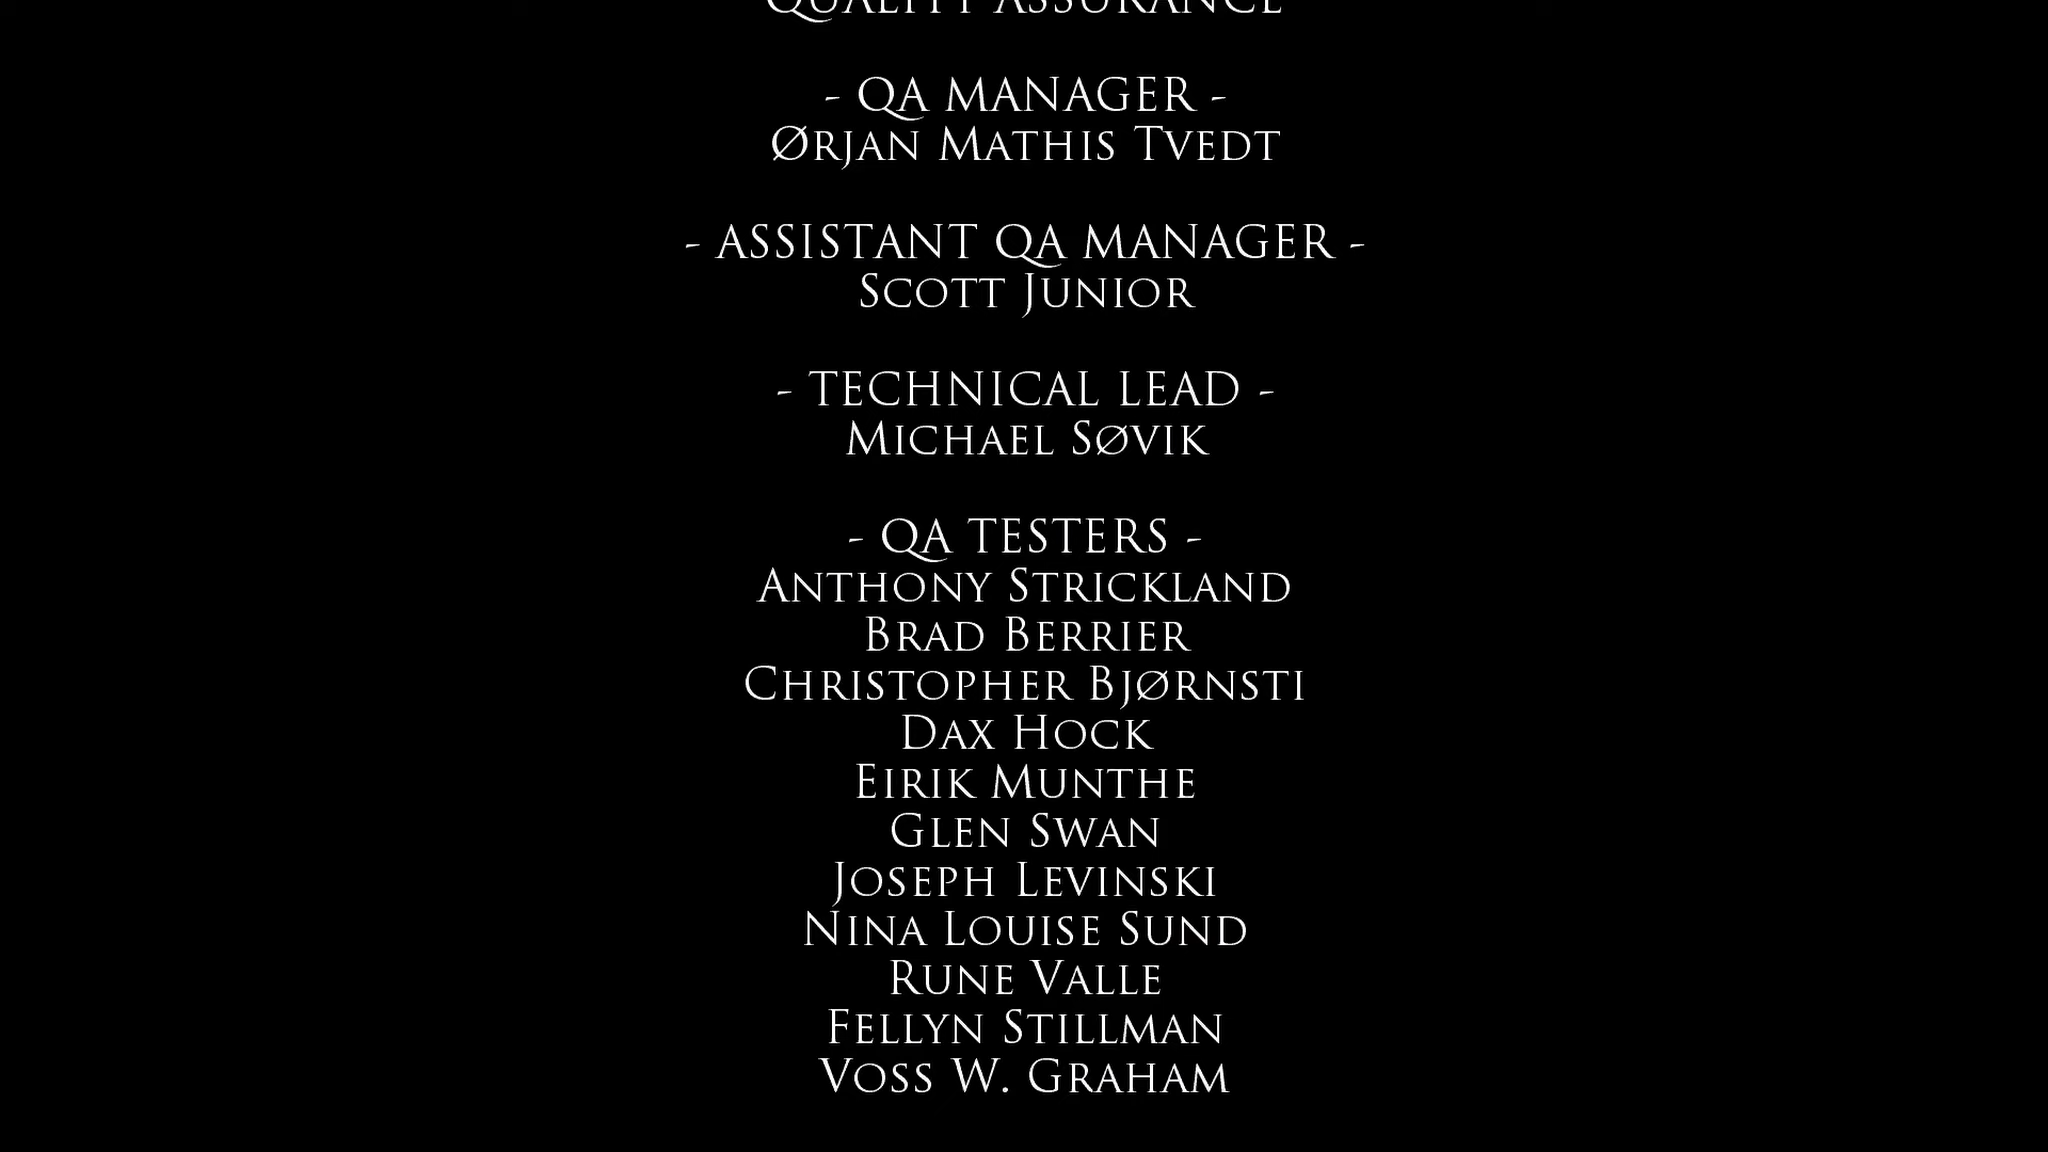 Quality Assurance
- QA MANAGER -
Ørjan Mathis Tvedt
- ASSISTANT QA MANAGER -
Scott Junior
- TECHNICAL LEAD -
Michael Søvik
- QA TESTERS -
Anthony Strickland
Brad Berrier
Christopher Bjørnsti
Dax Hock
Eirik Munthe
Glen Swan
Joseph Levinski
Nina Louise Sund
Rune Valle
Fellyn Stillman
Voss W. Graham